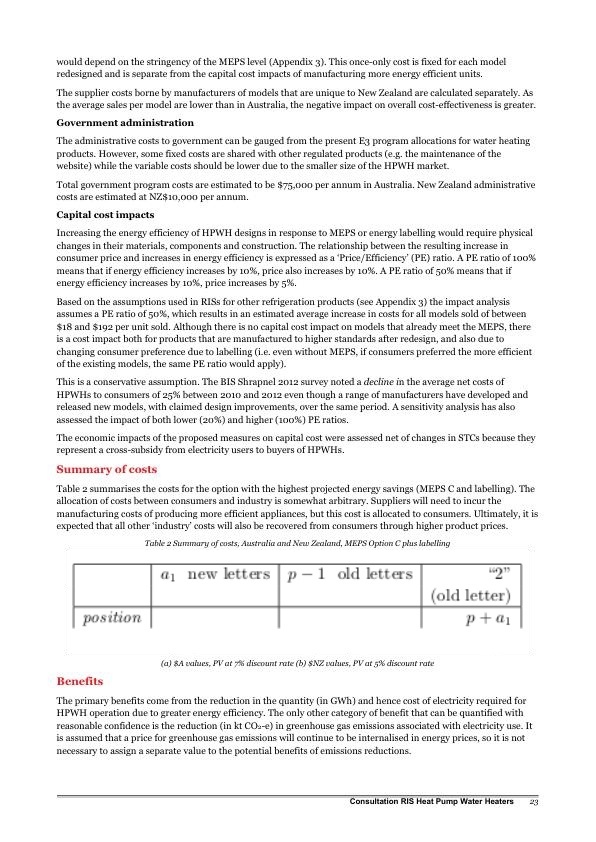 would depend on the stringency of the MEPS level (Appendix 3). This once-only cost is fixed for each model
redesigned and is separate from the capital cost impacts of manufacturing more energy efficient units.
The supplier costs borne by manufacturers of models that are unique to New Zealand are calculated separately. As
the average sales per model are lower than in Australia, the negative impact on overall cost-effectiveness is greater.
Government administration
The administrative costs to government can be gauged from the present E3 program allocations for water heating
products. However, some fixed costs are shared with other regulated products (e.g. the maintenance of the
website) while the variable costs should be lower due to the smaller size of the HPWH market.
Total government program costs are estimated to be $75,000 per annum in Australia. New Zealand administrative
costs are estimated at NZ$10,000 per annum.
Capital cost impacts
Increasing the energy efficiency of HPWH designs in response to MEPS or energy labelling would require physical
changes in their materials, components and construction. The relationship between the resulting increase in
consumer price and increases in energy efficiency is expressed as a 'Price/Efficiency' (PE) ratio. A PE ratio of 100%
means that if energy efficiency increases by 10%, price also increases by 10%. A PE ratio of 50% means that if
energy efficiency increases by 10%, price increases by 5%.
Based on the assumptions used in RISs for other refrigeration products (see Appendix 3) the impact analysis
assumes a PE ratio of 50%, which results in an estimated average increase in costs for all models sold of between
$18 and $192 per unit sold. Although there is no capital cost impact on models that already meet the MEPS, there
is a cost impact both for products that are manufactured to higher standards after redesign, and also due to
changing consumer preference due to labelling (i.e. even without MEPS, if consumers preferred the more efficient
of the existing models, the same PE ratio would apply).
This is a conservative assumption. The BIS Shrapnel 2012 survey noted a decline in the average net costs of
HPWHs to consumers of 25% between 2010 and 2012 even though a range of manufacturers have developed and
released new models, with claimed design improvements, over the same period. A sensitivity analysis has also
assessed the impact of both lower (20%) and higher (100%) PE ratios.
The economic impacts of the proposed measures on capital cost were assessed net of changes in STCs because they
represent a cross-subsidy from electricity users to buyers of HPWHs.
Summary of costs
Table 2 summarises the costs for the option with the highest projected energy savings (MEPS C and labelling). The
allocation of costs between consumers and industry is somewhat arbitrary. Suppliers will need to incur the
manufacturing costs of producing more efficient appliances, but this cost is allocated to consumers. Ultimately, it is
expected that all other 'industry' costs will also be recovered from consumers through higher product prices.
Table 2 Summary of costs, Australia and New Zealand, MEPS Option C plus labelling
a₁ new letters p − 1 old letters "2"
(old letter)
position p + a₁
(a) $A values, PV at 7% discount rate (b) $NZ values, PV at 5% discount rate
Benefits
The primary benefits come from the reduction in the quantity (in GWh) and hence cost of electricity required for
HPWH operation due to greater energy efficiency. The only other category of benefit that can be quantified with
reasonable confidence is the reduction (in kt CO₂-e) in greenhouse gas emissions associated with electricity use. It
is assumed that a price for greenhouse gas emissions will continue to be internalised in energy prices, so it is not
necessary to assign a separate value to the potential benefits of emissions reductions.
Consultation RIS Heat Pump Water Heaters 23